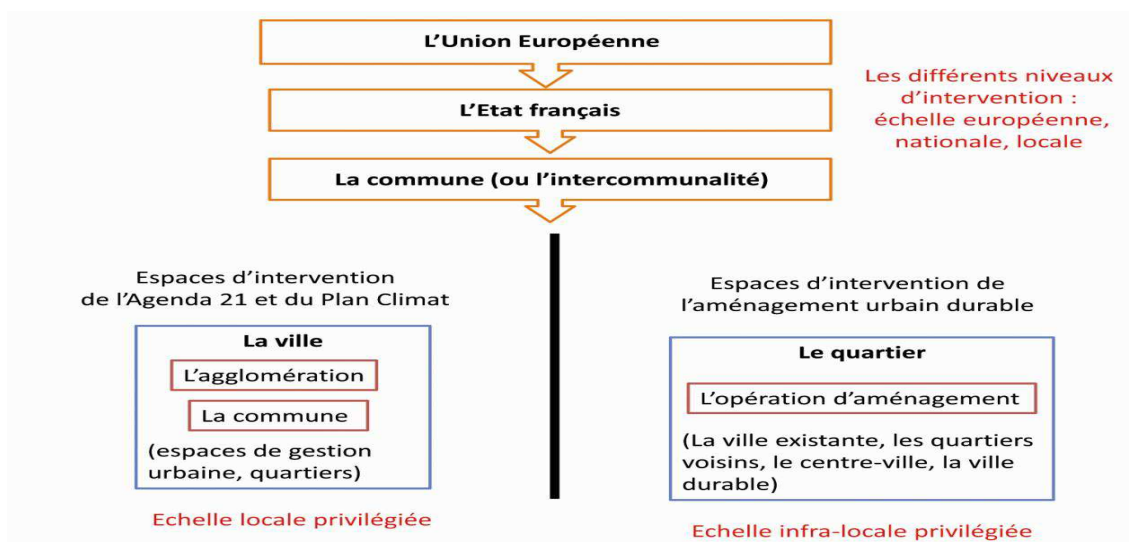 L'Union Européenne
Les différents niveaux
d'intervention :
échelle européenne,
nationale, locale
L'Etat français
La commune (ou l'intercommunalité)
Espaces d'intervention
de l'Agenda 21 et du Plan Climat
La ville
L'agglomération
La commune
(espaces de gestion
urbaine, quartiers)
Echelle locale privilégiée
Espaces d'intervention de
l'aménagement urbain durable
Le quartier
L'opération d'aménagement
(La ville existante, les quartiers
voisins, le centre-ville, la ville
durable)
Echelle infra-locale privilégiée